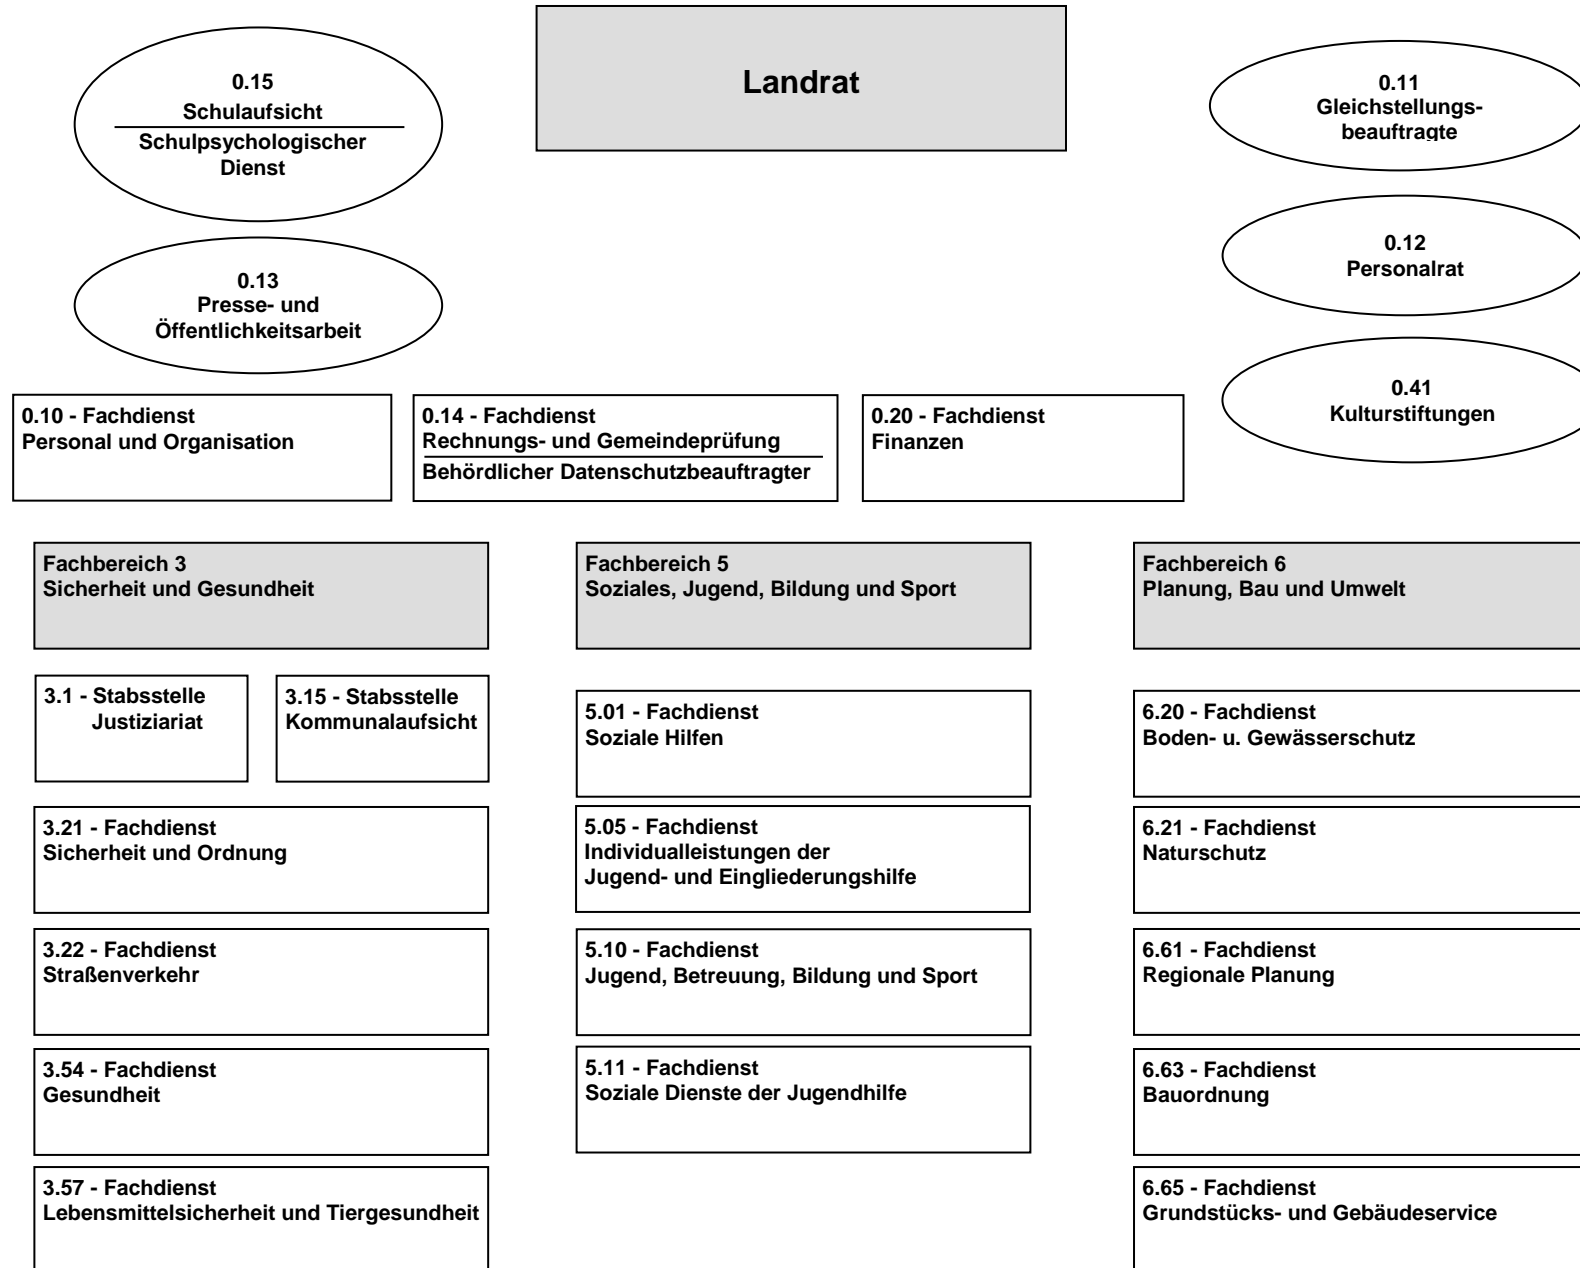 Landrat
0.15
Schulaufsicht
Schulpsychologischer
Dienst
0.13
Presse- und
Öffentlichkeitsarbeit
0.11
Gleichstellungs-
beauftragte
0.12
Personalrat
0.41
Kulturstiftungen
0.10 - Fachdienst
Personal und Organisation
0.14 - Fachdienst
Rechnungs- und Gemeindeprüfung
Behördlicher Datenschutzbeauftragter
0.20 - Fachdienst
Finanzen
Fachbereich 3
Sicherheit und Gesundheit
3.1 - Stabsstelle
Justiziariat
3.15 - Stabsstelle
Kommunalaufsicht
3.21 - Fachdienst
Sicherheit und Ordnung
3.22 - Fachdienst
Straßenverkehr
3.54 - Fachdienst
Gesundheit
3.57 - Fachdienst
Lebensmittelsicherheit und Tiergesundheit
Fachbereich 5
Soziales, Jugend, Bildung und Sport
5.01 - Fachdienst
Soziale Hilfen
5.05 - Fachdienst
Individualleistungen der
Jugend- und Eingliederungshilfe
5.10 - Fachdienst
Jugend, Betreuung, Bildung und Sport
5.11 - Fachdienst
Soziale Dienste der Jugendhilfe
Fachbereich 6
Planung, Bau und Umwelt
6.20 - Fachdienst
Boden- u. Gewässerschutz
6.21 - Fachdienst
Naturschutz
6.61 - Fachdienst
Regionale Planung
6.63 - Fachdienst
Bauordnung
6.65 - Fachdienst
Grundstücks- und Gebäudeservice